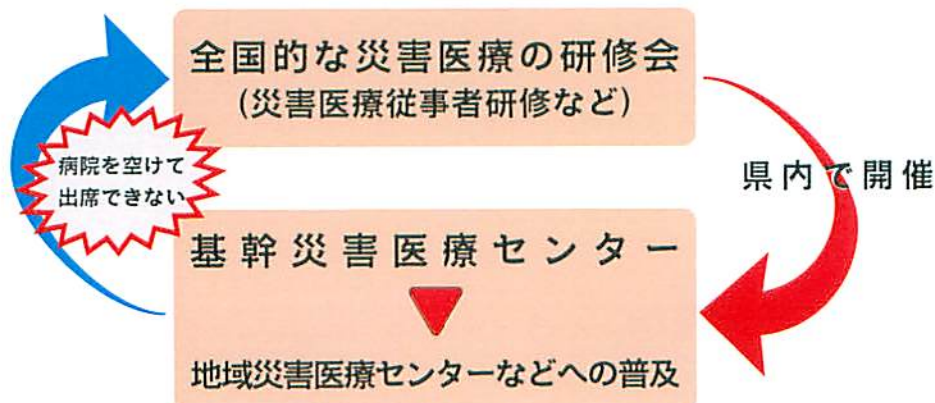 全国的な災害医療の研修会
(災害医療従事者研修など)
病院を空けて
出席できない
県内で開催
基幹災害医療センター
地域災害医療センターなどへの普及